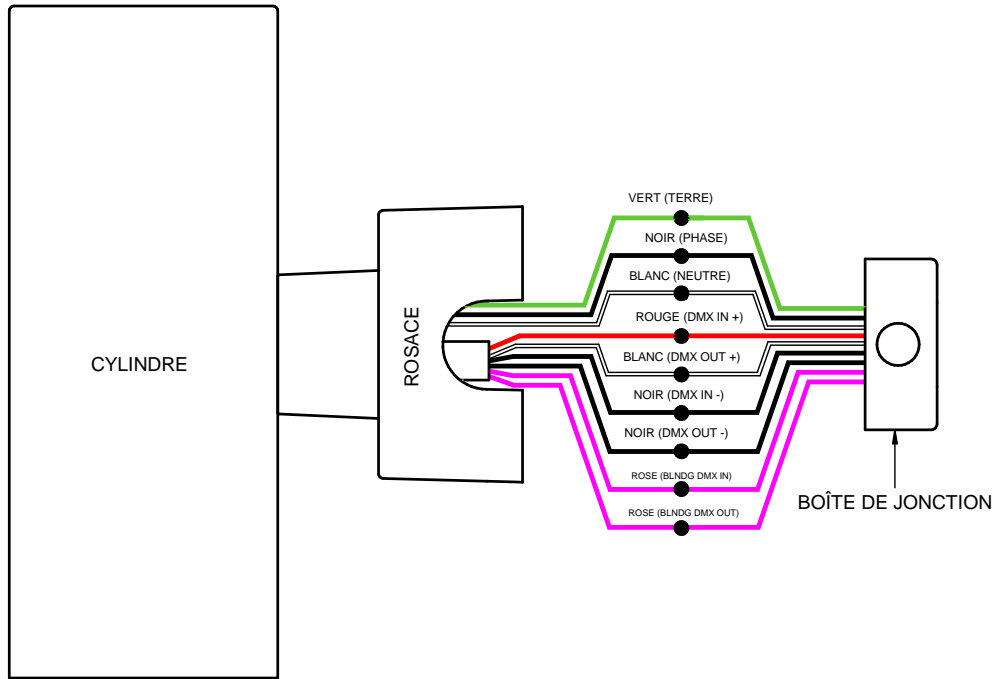 VERT (TERRE)
NOIR (PHASE)
BLANC (NEUTRE)
ROUGE (DMX IN +)
BLANC (DMX OUT +)
NOIR (DMX IN -)
NOIR (DMX OUT -)
ROSE (BLNDG DMX IN)
ROSE (BLNDG DMX OUT)
CYLINDRE
ROSACE
BOÎTE DE JONCTION